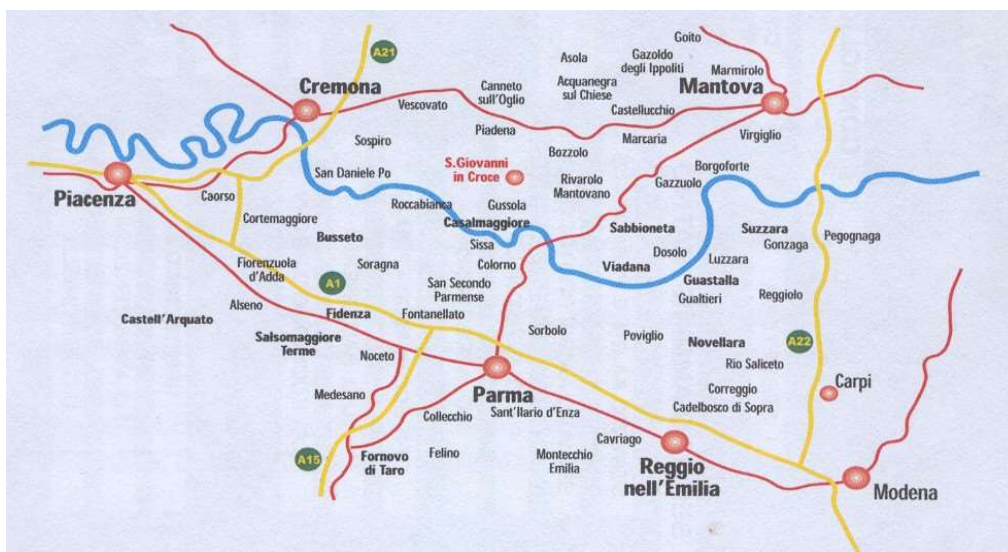 Goito
A21
Asola
Gazoldo
degli Ippoliti
Marmirolo
Cremona
Canneto
sull'Oglio
Acquanegra
sul Chiese
Mantova
Vescovato
Castellucchio
Piadena
Marcaria
Virgiglio
Sospiro
Bozzolo
S.Giovanni
in Croce
San Daniele Po
Borgoforte
Rivarolo
Mantovano
Gazzuolo
Piacenza
Caorso
Roccabianca
Gussola
Cortemaggiore
Casalmaggiore
Sabbioneta
Suzzara
Pegognaga
Busseto
Sissa
Gonzaga
Dosolo
Luzzara
Fiorenzuola
d'Adda
Soragna
Colorno
Viadana
A1
San Secondo
Parmense
Guastalla
Gualtieri
Reggiolo
Alseno
Castell'Arquato
Fidenza
Fontanellato
Sorbolo
Salsomaggiore
Terme
Poviglio
Novellara
A22
Noceto
Rio Saliceto
Medesano
Parma
Correggio
Carpi
Collecchio
Sant'Ilario d'Enza
Cadelbosco di Sopra
Cavriago
A15
Fornovo
di Taro
Felino
Montecchio
Emilia
Reggio
nell'Emilia
Modena